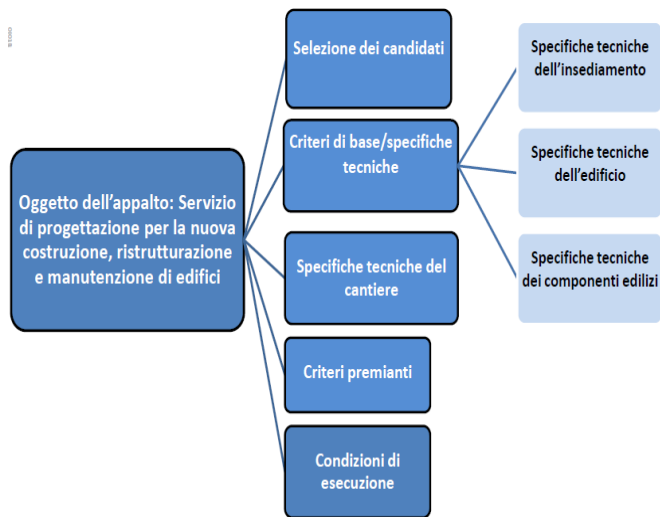 Oggetto dell'appalto: Servizio
di progettazione per la nuova
costruzione, ristrutturazione
e manutenzione di edifici
Selezione dei candidati
Criteri di base/specifiche
tecniche
Specifiche tecniche del
cantiere
Criteri premianti
Condizioni di
esecuzione
Specifiche tecniche
dell'insediamento
Specifiche tecniche
dell'edificio
Specifiche tecniche
dei componenti edilizi